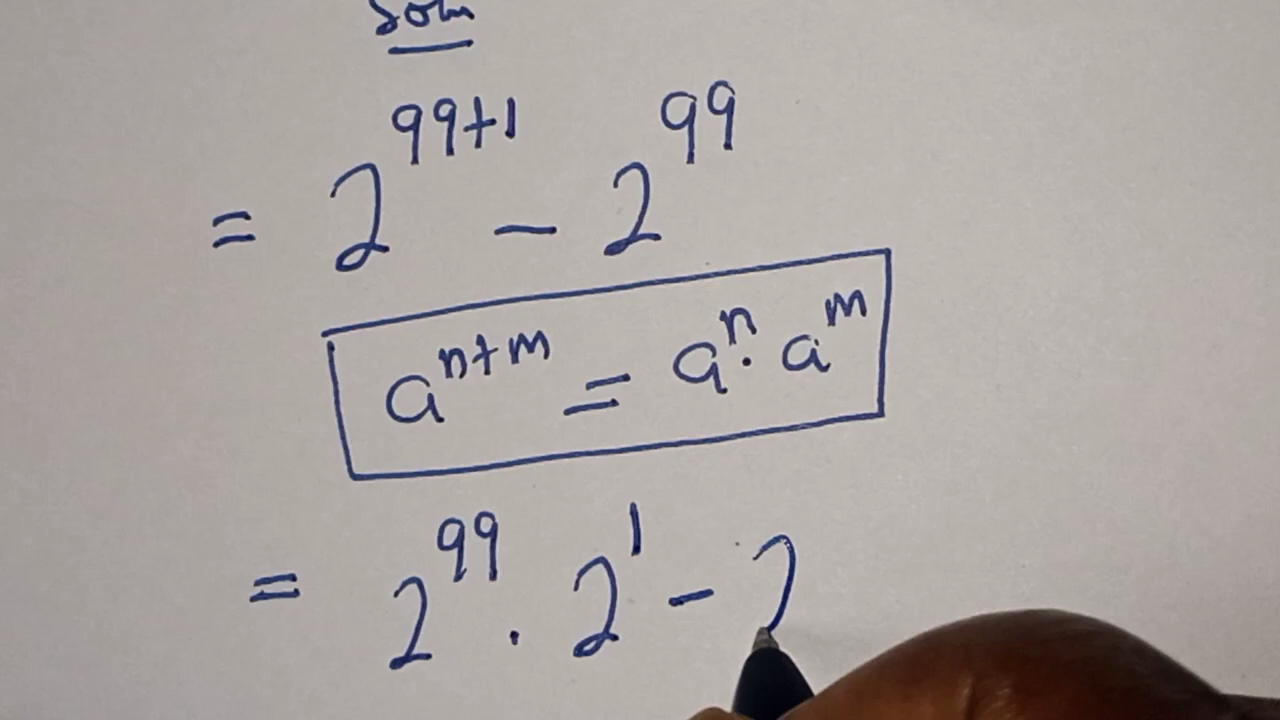 Soln
= 2^{99+1} - 2^{99}
a^{n+m} = a^n · a^m
= 2^{99} · 2^1 - 2